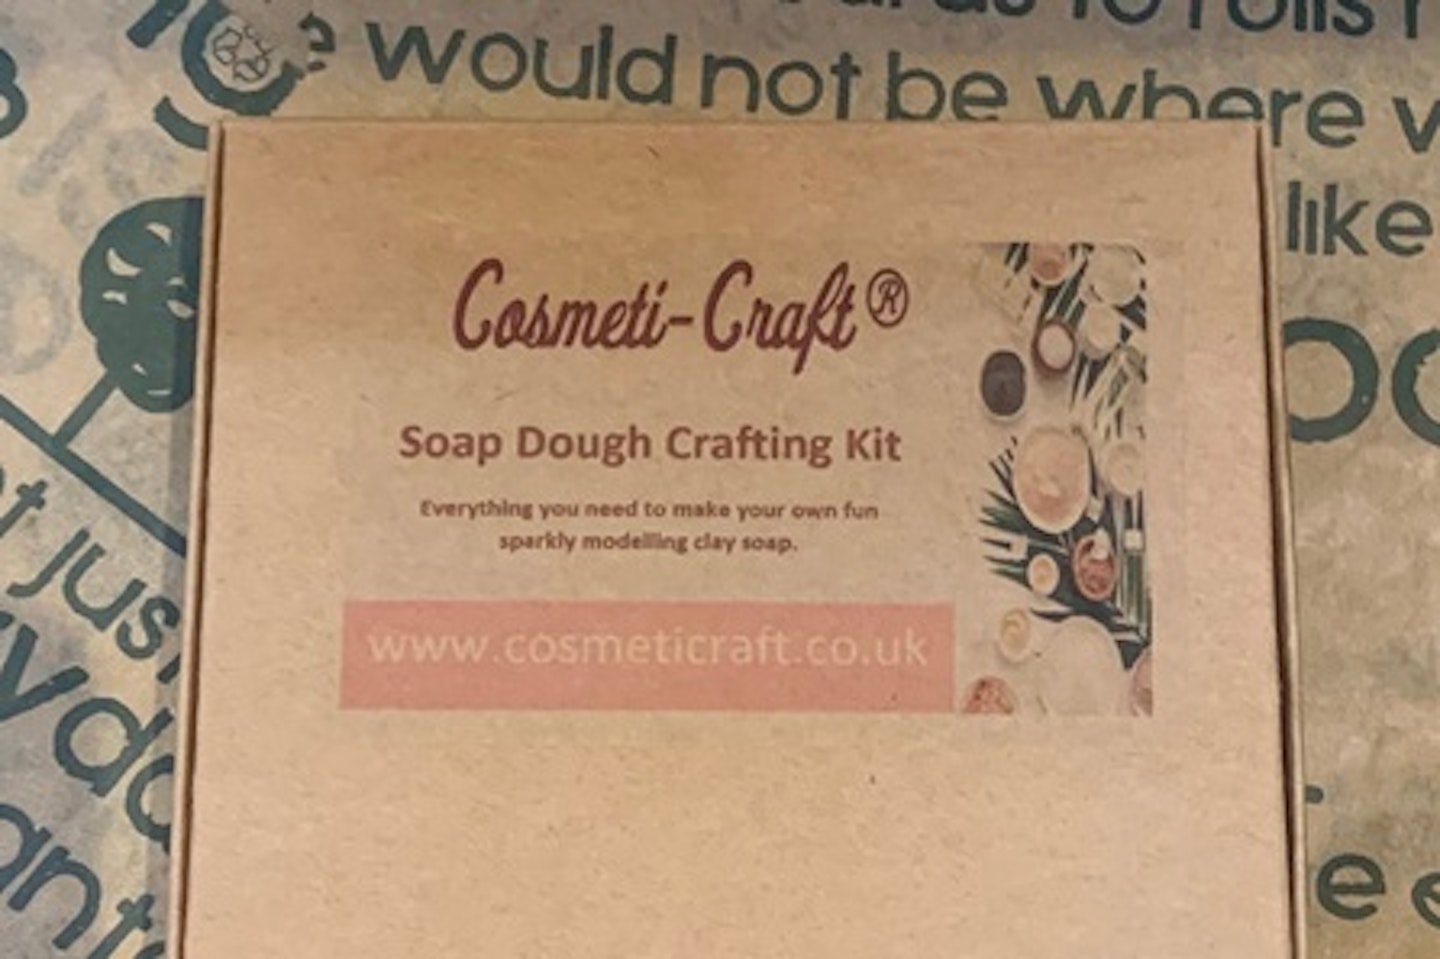 would not be where
like
Cosmeti-Craft®
Soap Dough Crafting Kit
Everything you need to make your own fun
sparkly modelling clay soap.
www.cosmeticraft.co.uk